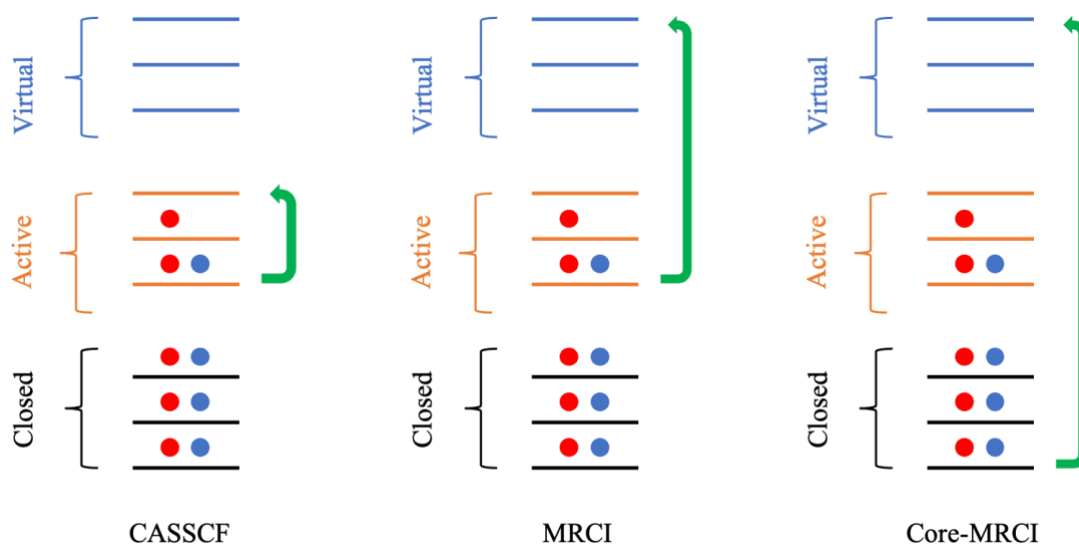 Virtual
Active
Closed
CASSCF
Virtual
Active
Closed
MRCI
Virtual
Active
Closed
Core-MRCI